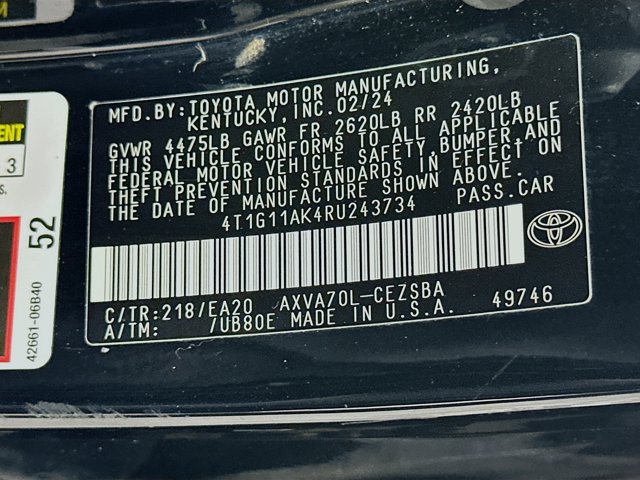 MFD.BY:TOYOTA MOTOR MANUFACTURING,
KENTUCKY,INC.02/24
GVWR 4475LB GAWR FR 2620LB RR 2420LB
THIS VEHICLE CONFORMS TO ALL APPLICABLE
FEDERAL MOTOR VEHICLE SAFETY,BUMPER,AND
THEFT PREVENTION STANDARDS IN EFFECT ON
THE DATE OF MANUFACTURE SHOWN ABOVE.
4T1G11AK4RU243734 PASS.CAR
C/TR:218/EA20 AXVA70L-CEZSBA
A/TM: /UB80E MADE IN U.S.A. 49746
3
s.
52
42661-06B40